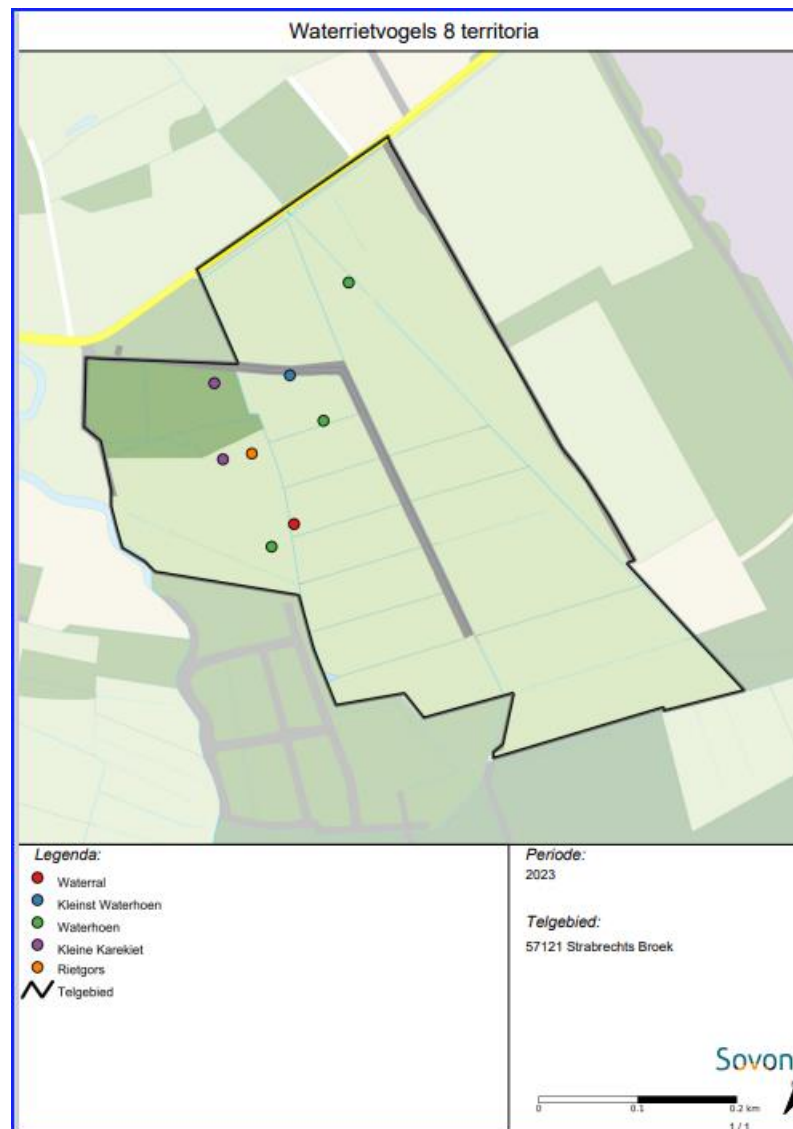 Waterrietvogels 8 territoria
Legenda:
Waterral
Kleinst Waterhoen
Waterhoen
Kleine Karekiet
Rietgors
Telgebied
Periode:
2023
Telgebied:
57121 Strabrechts Broek
Sovon
0 0.1 0.2 km
1 / 1